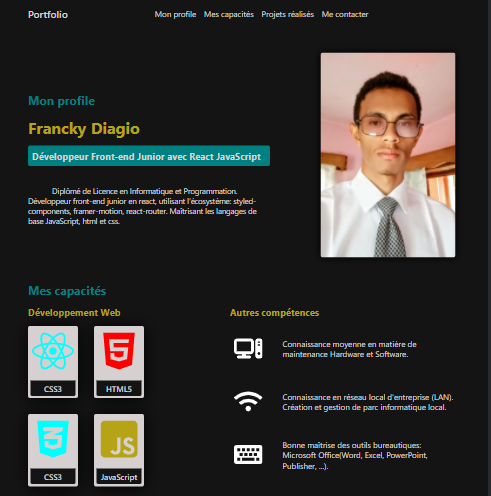 Portfolio
Mon profile Mes capacités Projets réalisés Me contacter
Mon profile
Francky Diagio
Développeur Front-end Junior avec React JavaScript
Diplômé de Licence en Informatique et Programmation.
Développeur front-end junior en react, utilisant l'écosystème: styled-
components, framer-motion, react-router. Maîtrisant les langages de
base JavaScript, html et css.
Mes capacités
Développement Web
CSS3
HTML5
CSS3
JS
JavaScript
Autres compétences
Connaissance moyenne en matière de
maintenance Hardware et Software.
Connaissance en réseau local d'entreprise (LAN).
Création et gestion de parc informatique local.
Bonne maîtrise des outils bureautiques:
Microsoft Office(Word, Excel, PowerPoint,
Publisher, ...).